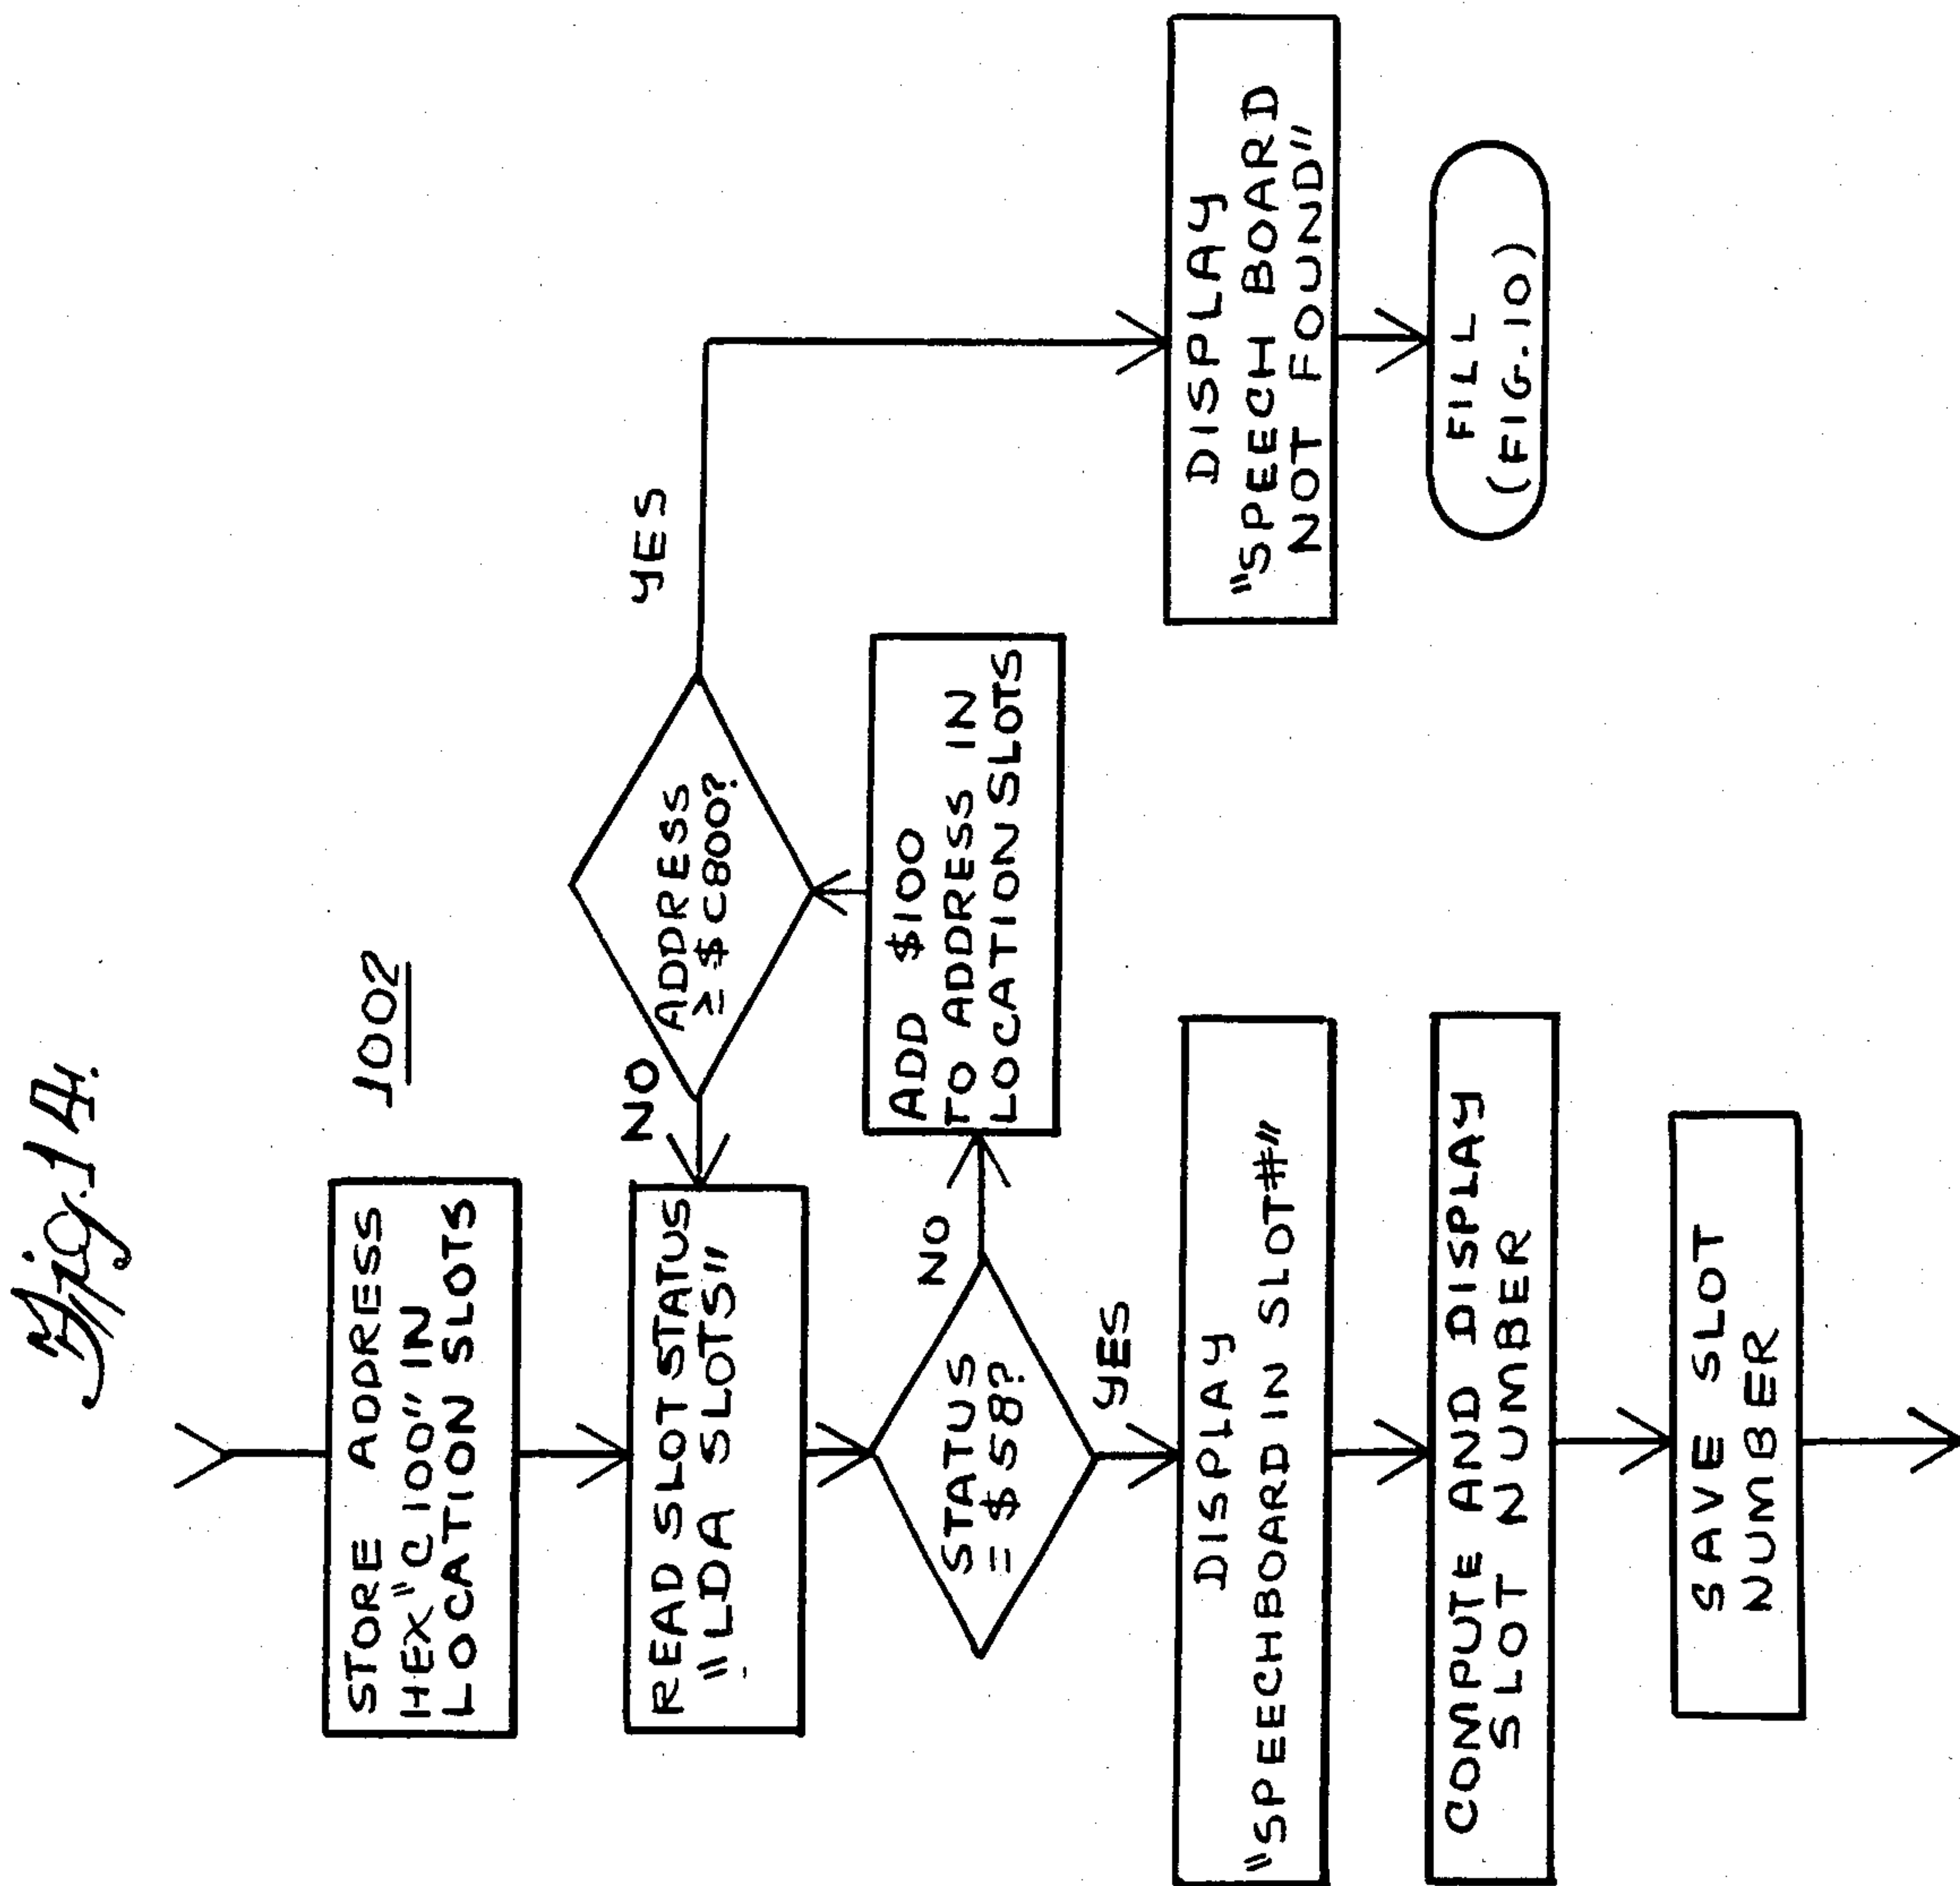 Fig. 14.
1002
STORE ADDRESS
HEX "C100" IN
LOCATION SLOTS
READ SLOT STATUS
"LDA SLOTS"
STATUS
= $58?
NO
YES
ADD $100
TO ADDRESS IN
LOCATION SLOTS
ADDRESS
≥ $C800?
NO
YES
DISPLAY
"SPEECH BOARD
NOT FOUND"
FILL
(FIG.10)
DISPLAY
"SPEECHBOARD IN SLOT#"
COMPUTE AND DISPLAY
SLOT NUMBER
SAVE SLOT
NUMBER